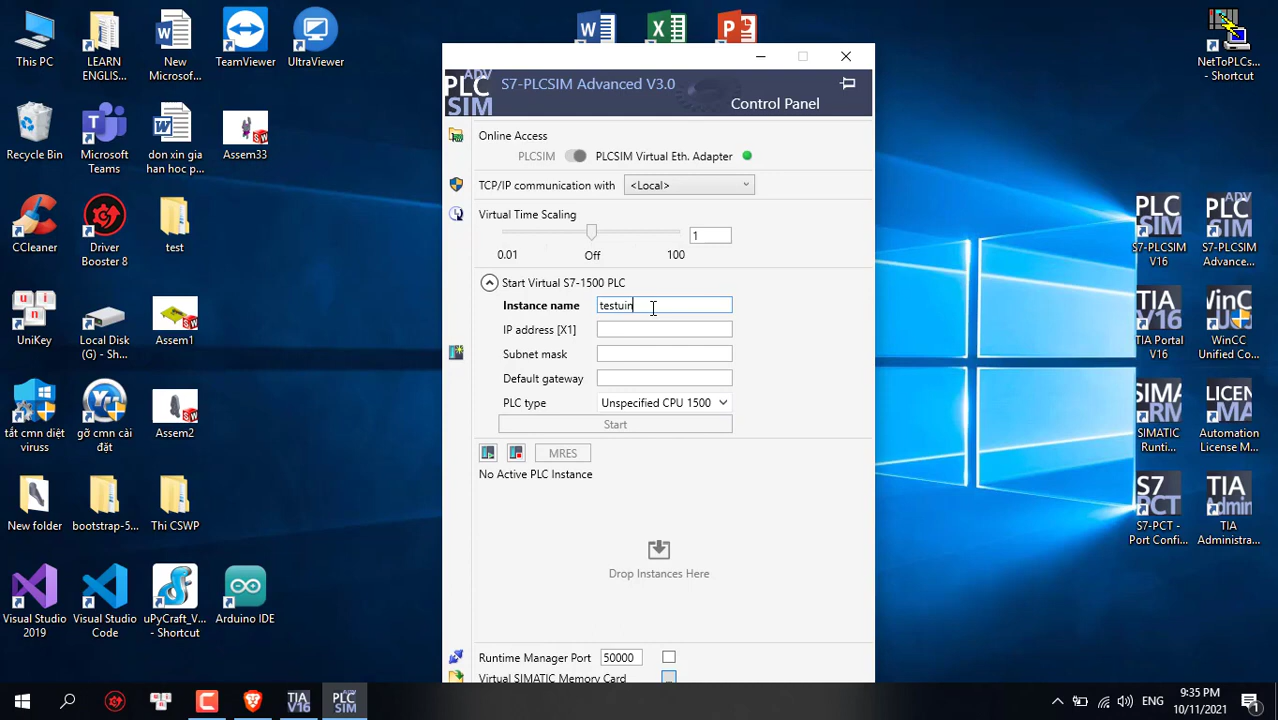 This PC
LEARN
ENGLIS...
New
Microsof...
TeamViewer
UltraViewer
NetToPLCs...
- Shortcut
S7-PLCSIM Advanced V3.0
PLC
SIM
ADV
Control Panel
Online Access
PLCSIM
PLCSIM Virtual Eth. Adapter
TCP/IP communication with
<Local>
Virtual Time Scaling
1
0.01
Off
100
Start Virtual S7-1500 PLC
Instance name
testuin
IP address [X1]
Subnet mask
Default gateway
PLC type
Unspecified CPU 1500
Start
MRES
No Active PLC Instance
Drop Instances Here
Runtime Manager Port
50000
Virtual SIMATIC Memory Card
Recycle Bin
Microsoft
Teams
don xin gia
han hoc p...
Assem33
CCleaner
Driver
Booster 8
test
UniKey
Local Disk
(G) - Sh...
Assem1
tất cmn diệt
viruss
gỡ cmn cài
đặt
Assem2
New folder
bootstrap-5...
Thi CSWP
Visual Studio
2019
Visual Studio
Code
uPyCraft_V...
- Shortcut
Arduino IDE
S7-PLCSIM
V16
S7-PLCSIM
Advance...
TIA Portal
V16
WinCC
Unified Co...
SIMATIC
Runti...
Automation
License M...
S7-PCT -
Port Confi...
TIA
Administra...
ENG
9:35 PM
10/11/2021